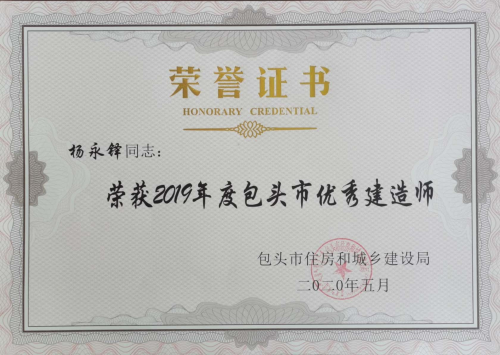 荣誉证书
HONORARY CREDENTIAL
杨永锋同志:
荣获2019年度包头市优秀建造师
包头市住房和城乡建设局
二〇二〇年五月